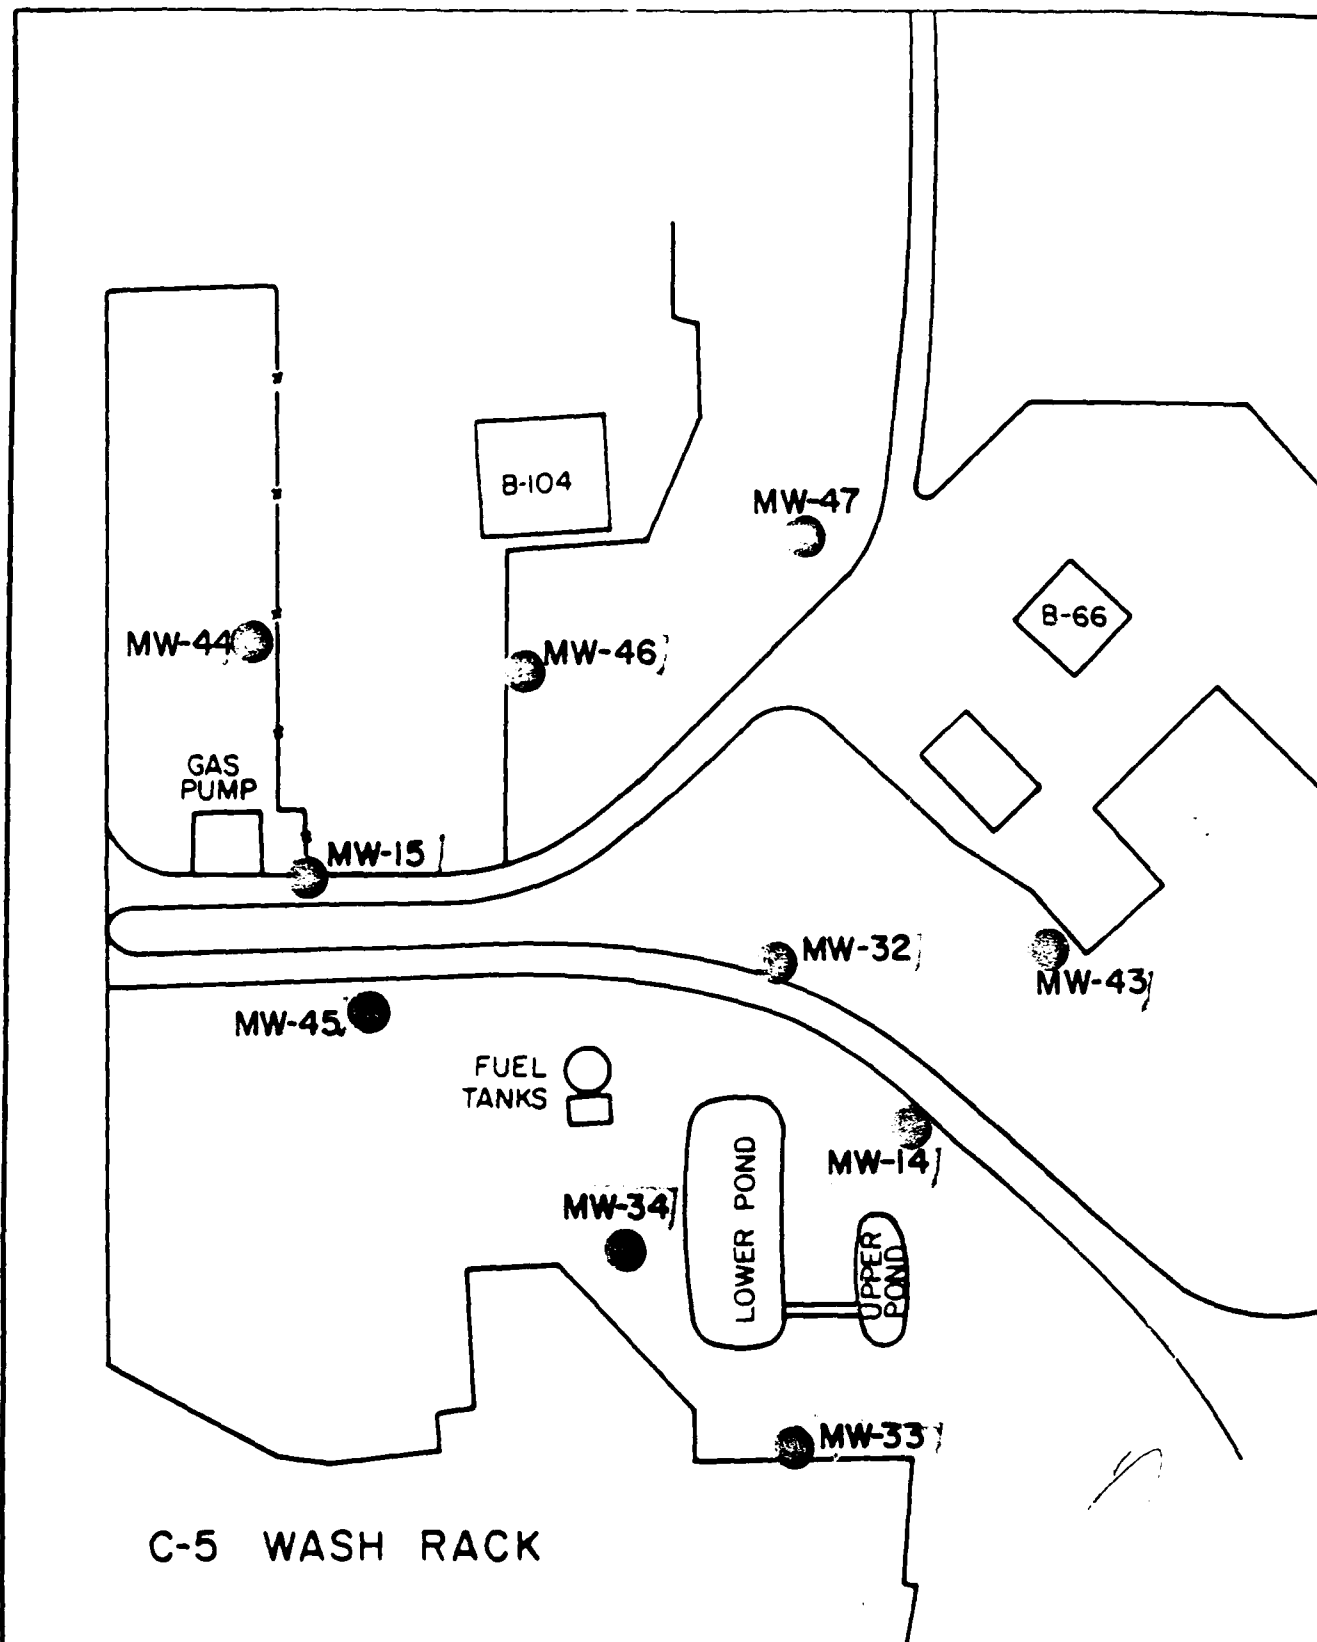 B-104
MW-47
B-66
MW-44
MW-46
GAS
PUMP
MW-15
MW-32
MW-43
MW-45
FUEL
TANKS
MW-14
MW-34
LOWER POND
UPPER
POND
MW-33
C-5 WASH RACK